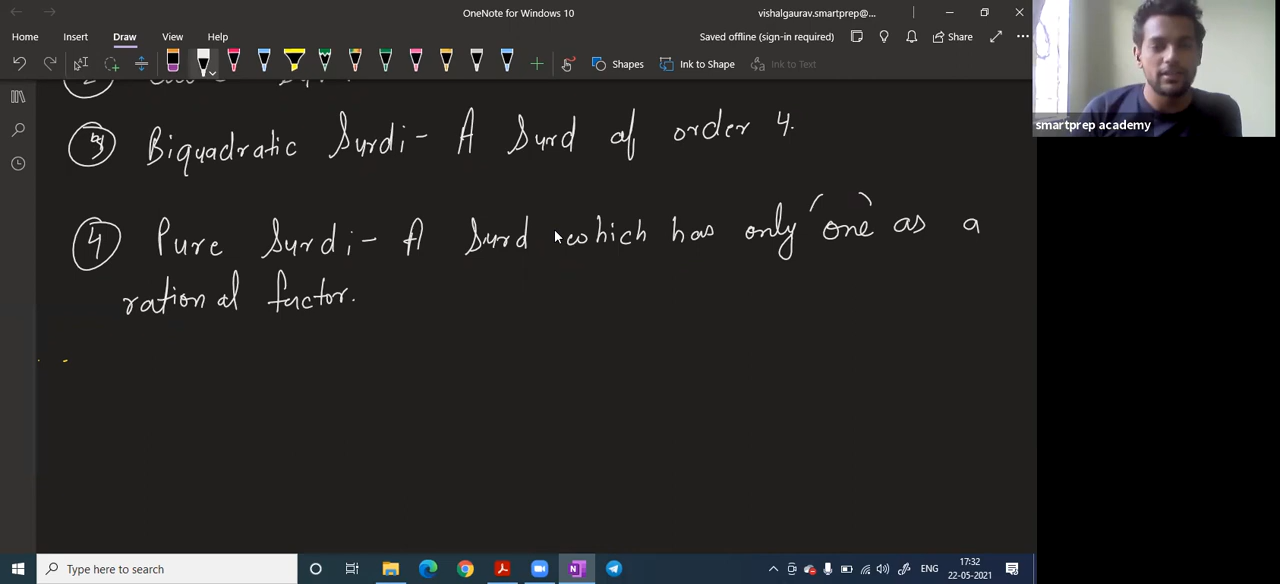 OneNote for Windows 10
vishalgaurav.smartprep@...
Home Insert Draw View Help
Saved offline (sign-in required) Share
Shapes Ink to Shape Ink to Text
smartprep academy
③ Biquadratic Surd:- A Surd of order 4.
④ Pure Surd:- A Surd which has only 'one' as a
rational factor.
Type here to search
ENG
17:32
22-05-2021